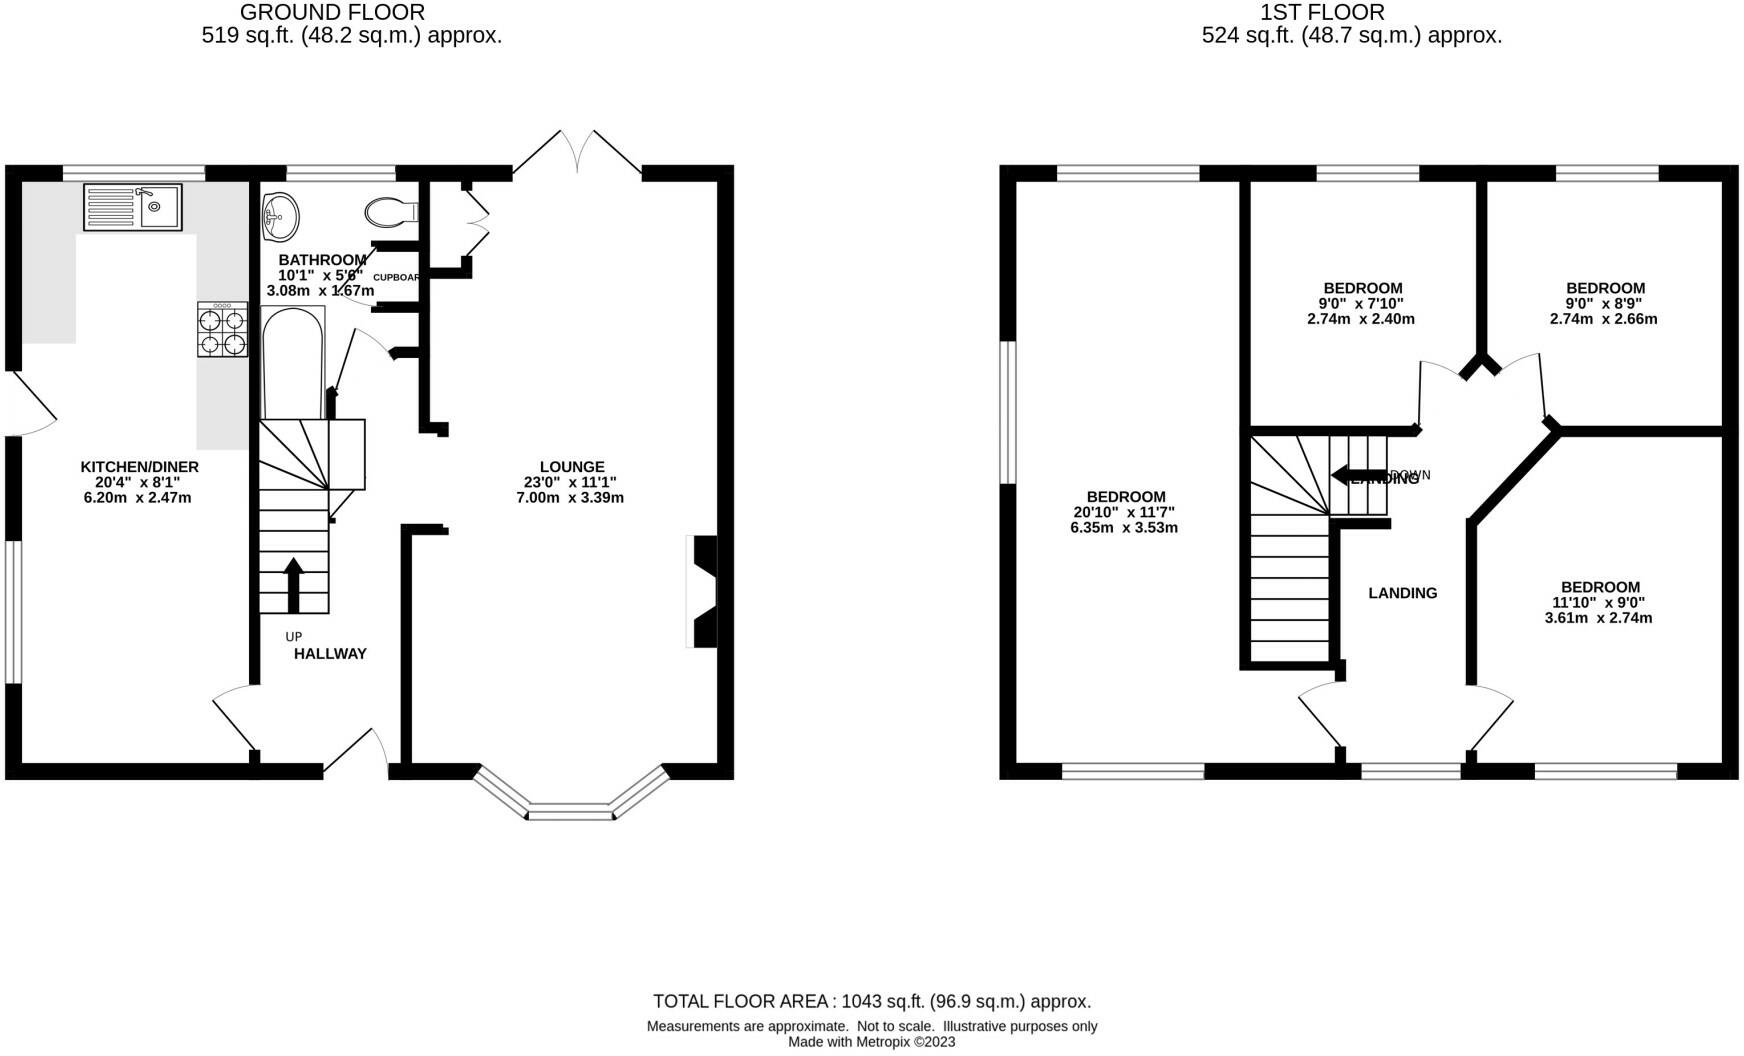 GROUND FLOOR
519 sq.ft. (48.2 sq.m.) approx.
1ST FLOOR
524 sq.ft. (48.7 sq.m.) approx.
BATHROOM
10'1" x 5'6"
3.08m x 1.67m
CUPBOAR
KITCHEN/DINER
20'4" x 8'1"
6.20m x 2.47m
LOUNGE
23'0" x 11'1"
7.00m x 3.39m
UP
HALLWAY
BEDROOM
9'0" x 7'10"
2.74m x 2.40m
BEDROOM
9'0" x 8'9"
2.74m x 2.66m
DOWN
LANDING
BEDROOM
20'10" x 11'7"
6.35m x 3.53m
LANDING
BEDROOM
11'10" x 9'0"
3.61m x 2.74m
TOTAL FLOOR AREA : 1043 sq.ft. (96.9 sq.m.) approx.
Measurements are approximate. Not to scale. Illustrative purposes only
Made with Metropix ©2023